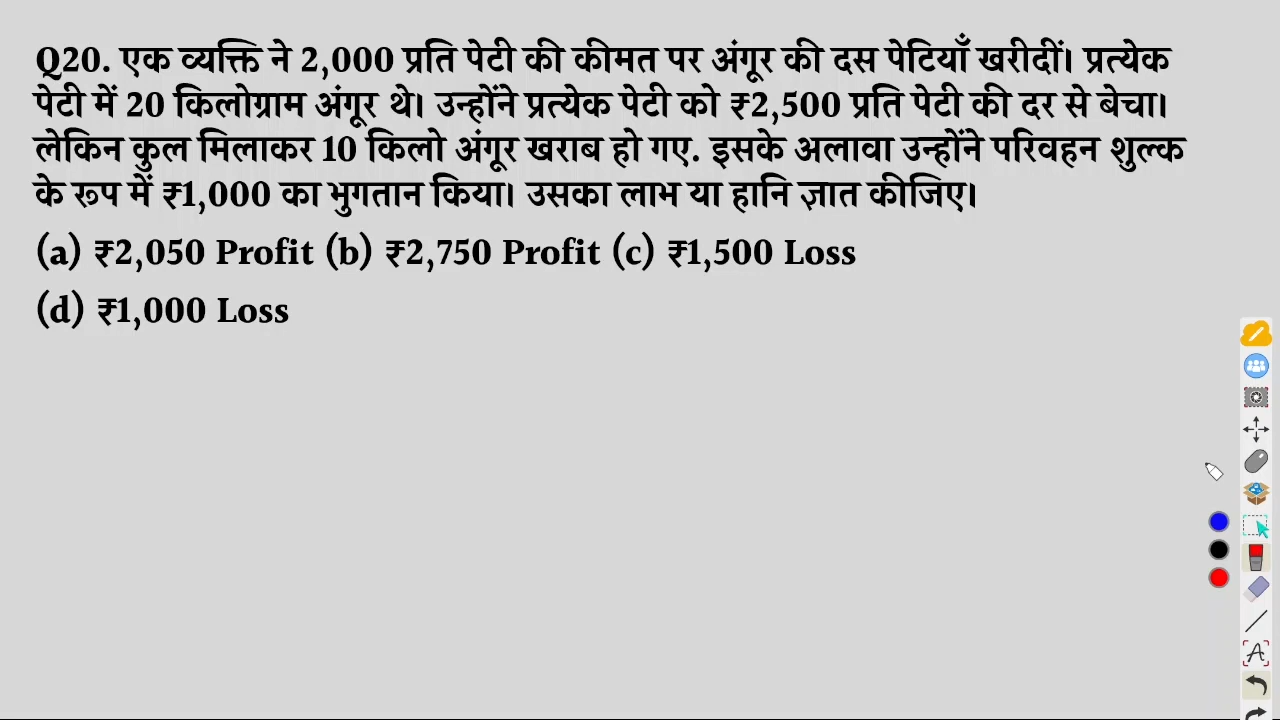 Q20. एक व्यक्ति ने 2,000 प्रति पेटी की कीमत पर अंगूर की दस पेटियाँ खरीदीं। प्रत्येक
पेटी में 20 किलोग्राम अंगूर थे। उन्होंने प्रत्येक पेटी को ₹2,500 प्रति पेटी की दर से बेचा।
लेकिन कुल मिलाकर 10 किलो अंगूर खराब हो गए. इसके अलावा उन्होंने परिवहन शुल्क
के रूप में ₹1,000 का भुगतान किया। उसका लाभ या हानि ज्ञात कीजिए।
(a) ₹2,050 Profit (b) ₹2,750 Profit (c) ₹1,500 Loss
(d) ₹1,000 Loss